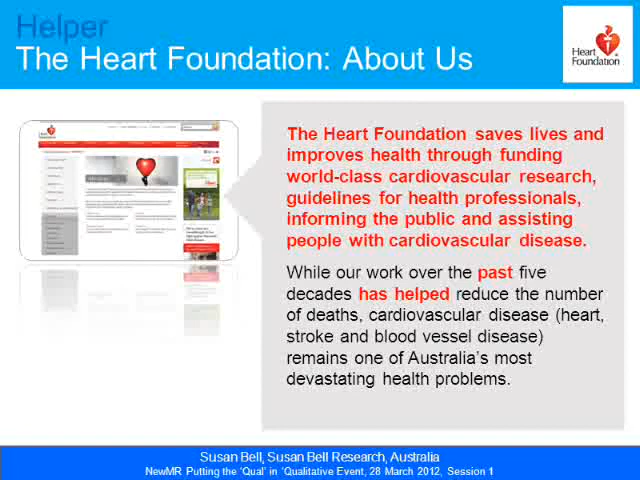 Helper
The Heart Foundation: About Us
Heart
Foundation
The Heart Foundation saves lives and
improves health through funding
world-class cardiovascular research,
guidelines for health professionals,
informing the public and assisting
people with cardiovascular disease.
While our work over the past five
decades has helped reduce the number
of deaths, cardiovascular disease (heart,
stroke and blood vessel disease)
remains one of Australia's most
devastating health problems.
Susan Bell, Susan Bell Research, Australia
NewMR Putting the 'Qual' in 'Qualitative Event, 28 March 2012, Session 1